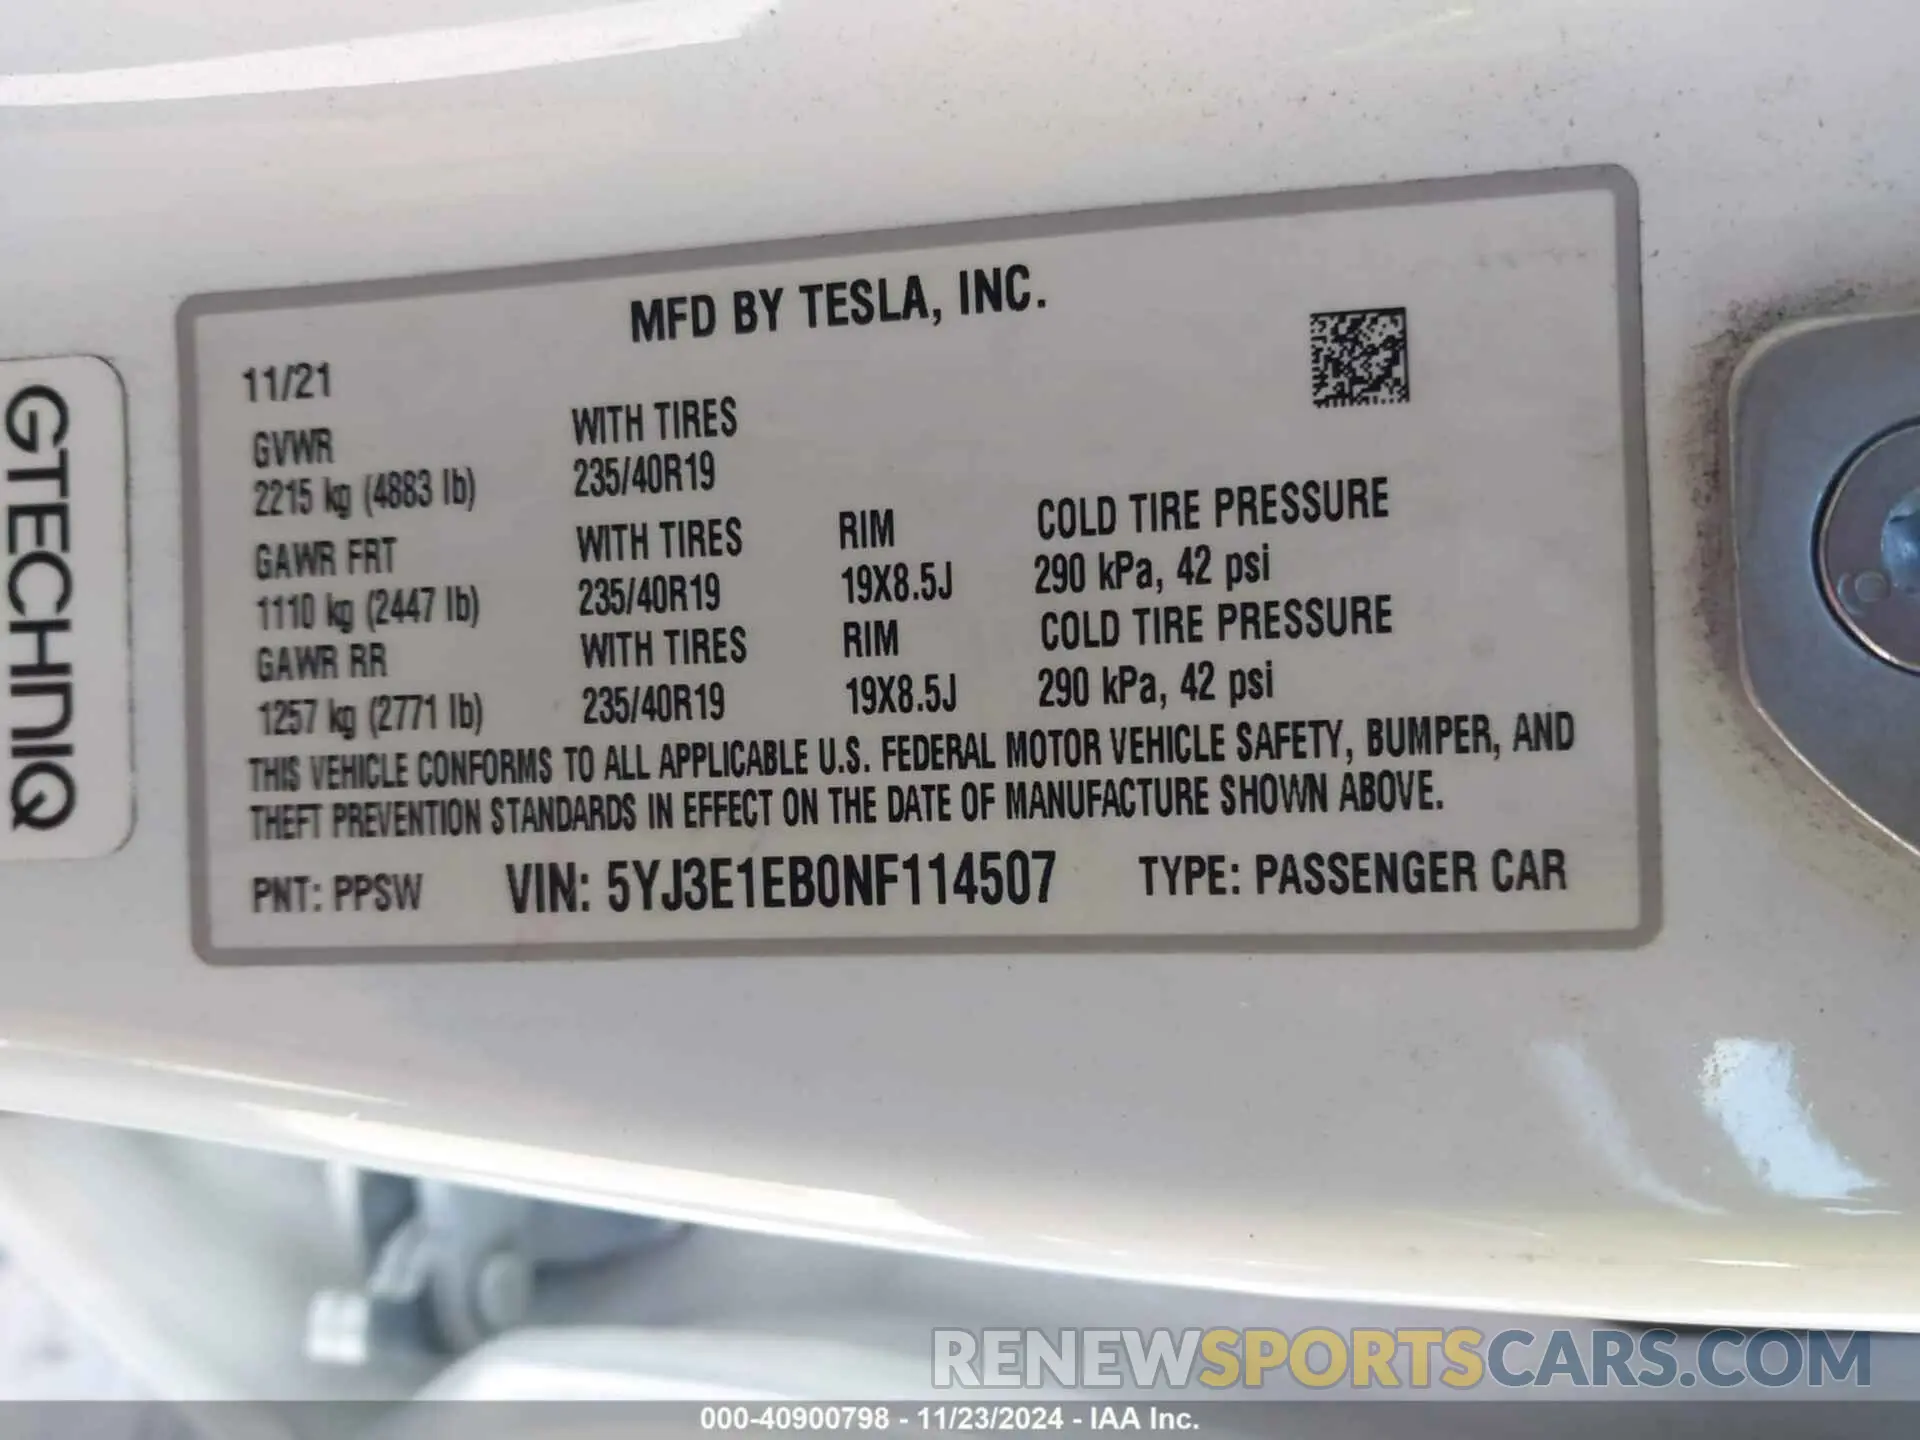 MFD BY TESLA, INC.
11/21
GVWR WITH TIRES
2215 kg (4883 lb) 235/40R19
GAWR FRT WITH TIRES RIM COLD TIRE PRESSURE
1110 kg (2447 lb) 235/40R19 19X8.5J 290 kPa, 42 psi
GAWR RR WITH TIRES RIM COLD TIRE PRESSURE
1257 kg (2771 lb) 235/40R19 19X8.5J 290 kPa, 42 psi
THIS VEHICLE CONFORMS TO ALL APPLICABLE U.S. FEDERAL MOTOR VEHICLE SAFETY, BUMPER, AND
THEFT PREVENTION STANDARDS IN EFFECT ON THE DATE OF MANUFACTURE SHOWN ABOVE.
PNT: PPSW VIN: 5YJ3E1EB0NF114507 TYPE: PASSENGER CAR
GTECHNIQ
RENEWSPORTSCARS.COM
000-40900798 - 11/23/2024 - IAA Inc.